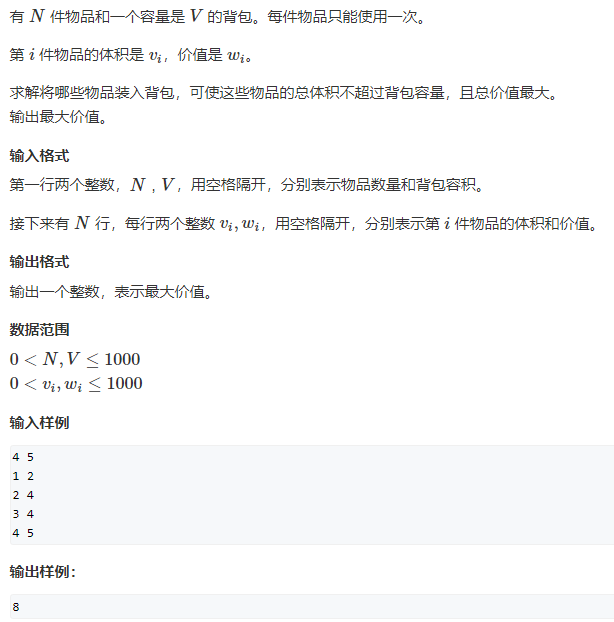 有 N 件物品和一个容量是 V 的背包。每件物品只能使用一次。
第 i 件物品的体积是 vᵢ，价值是 wᵢ。
求解将哪些物品装入背包，可使这些物品的总体积不超过背包容量，且总价值最大。
输出最大价值。
输入格式
第一行两个整数，N，V，用空格隔开，分别表示物品数量和背包容积。
接下来有 N 行，每行两个整数 vᵢ, wᵢ，用空格隔开，分别表示第 i 件物品的体积和价值。
输出格式
输出一个整数，表示最大价值。
数据范围
0 < N, V ≤ 1000
0 < vᵢ, wᵢ ≤ 1000
输入样例
4 5
1 2
2 4
3 4
4 5
输出样例：
8